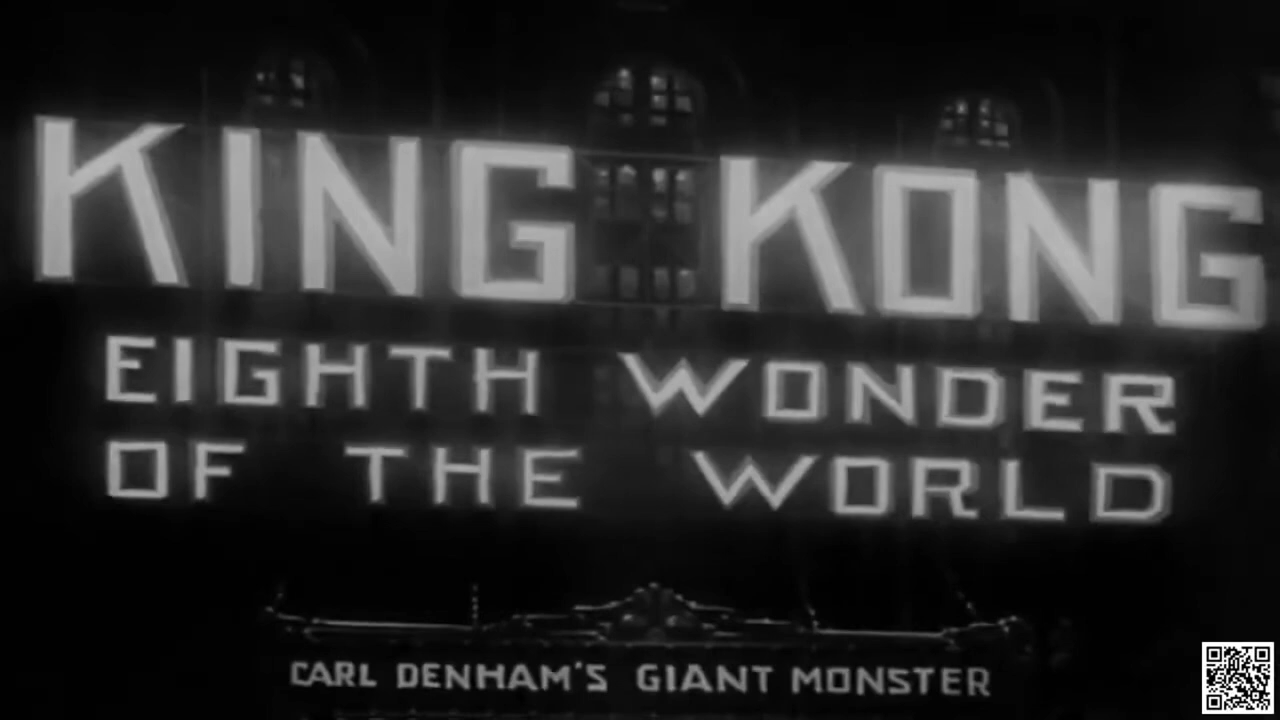 KING KONG
EIGHTH WONDER
OF THE WORLD
CARL DENHAM'S GIANT MONSTER